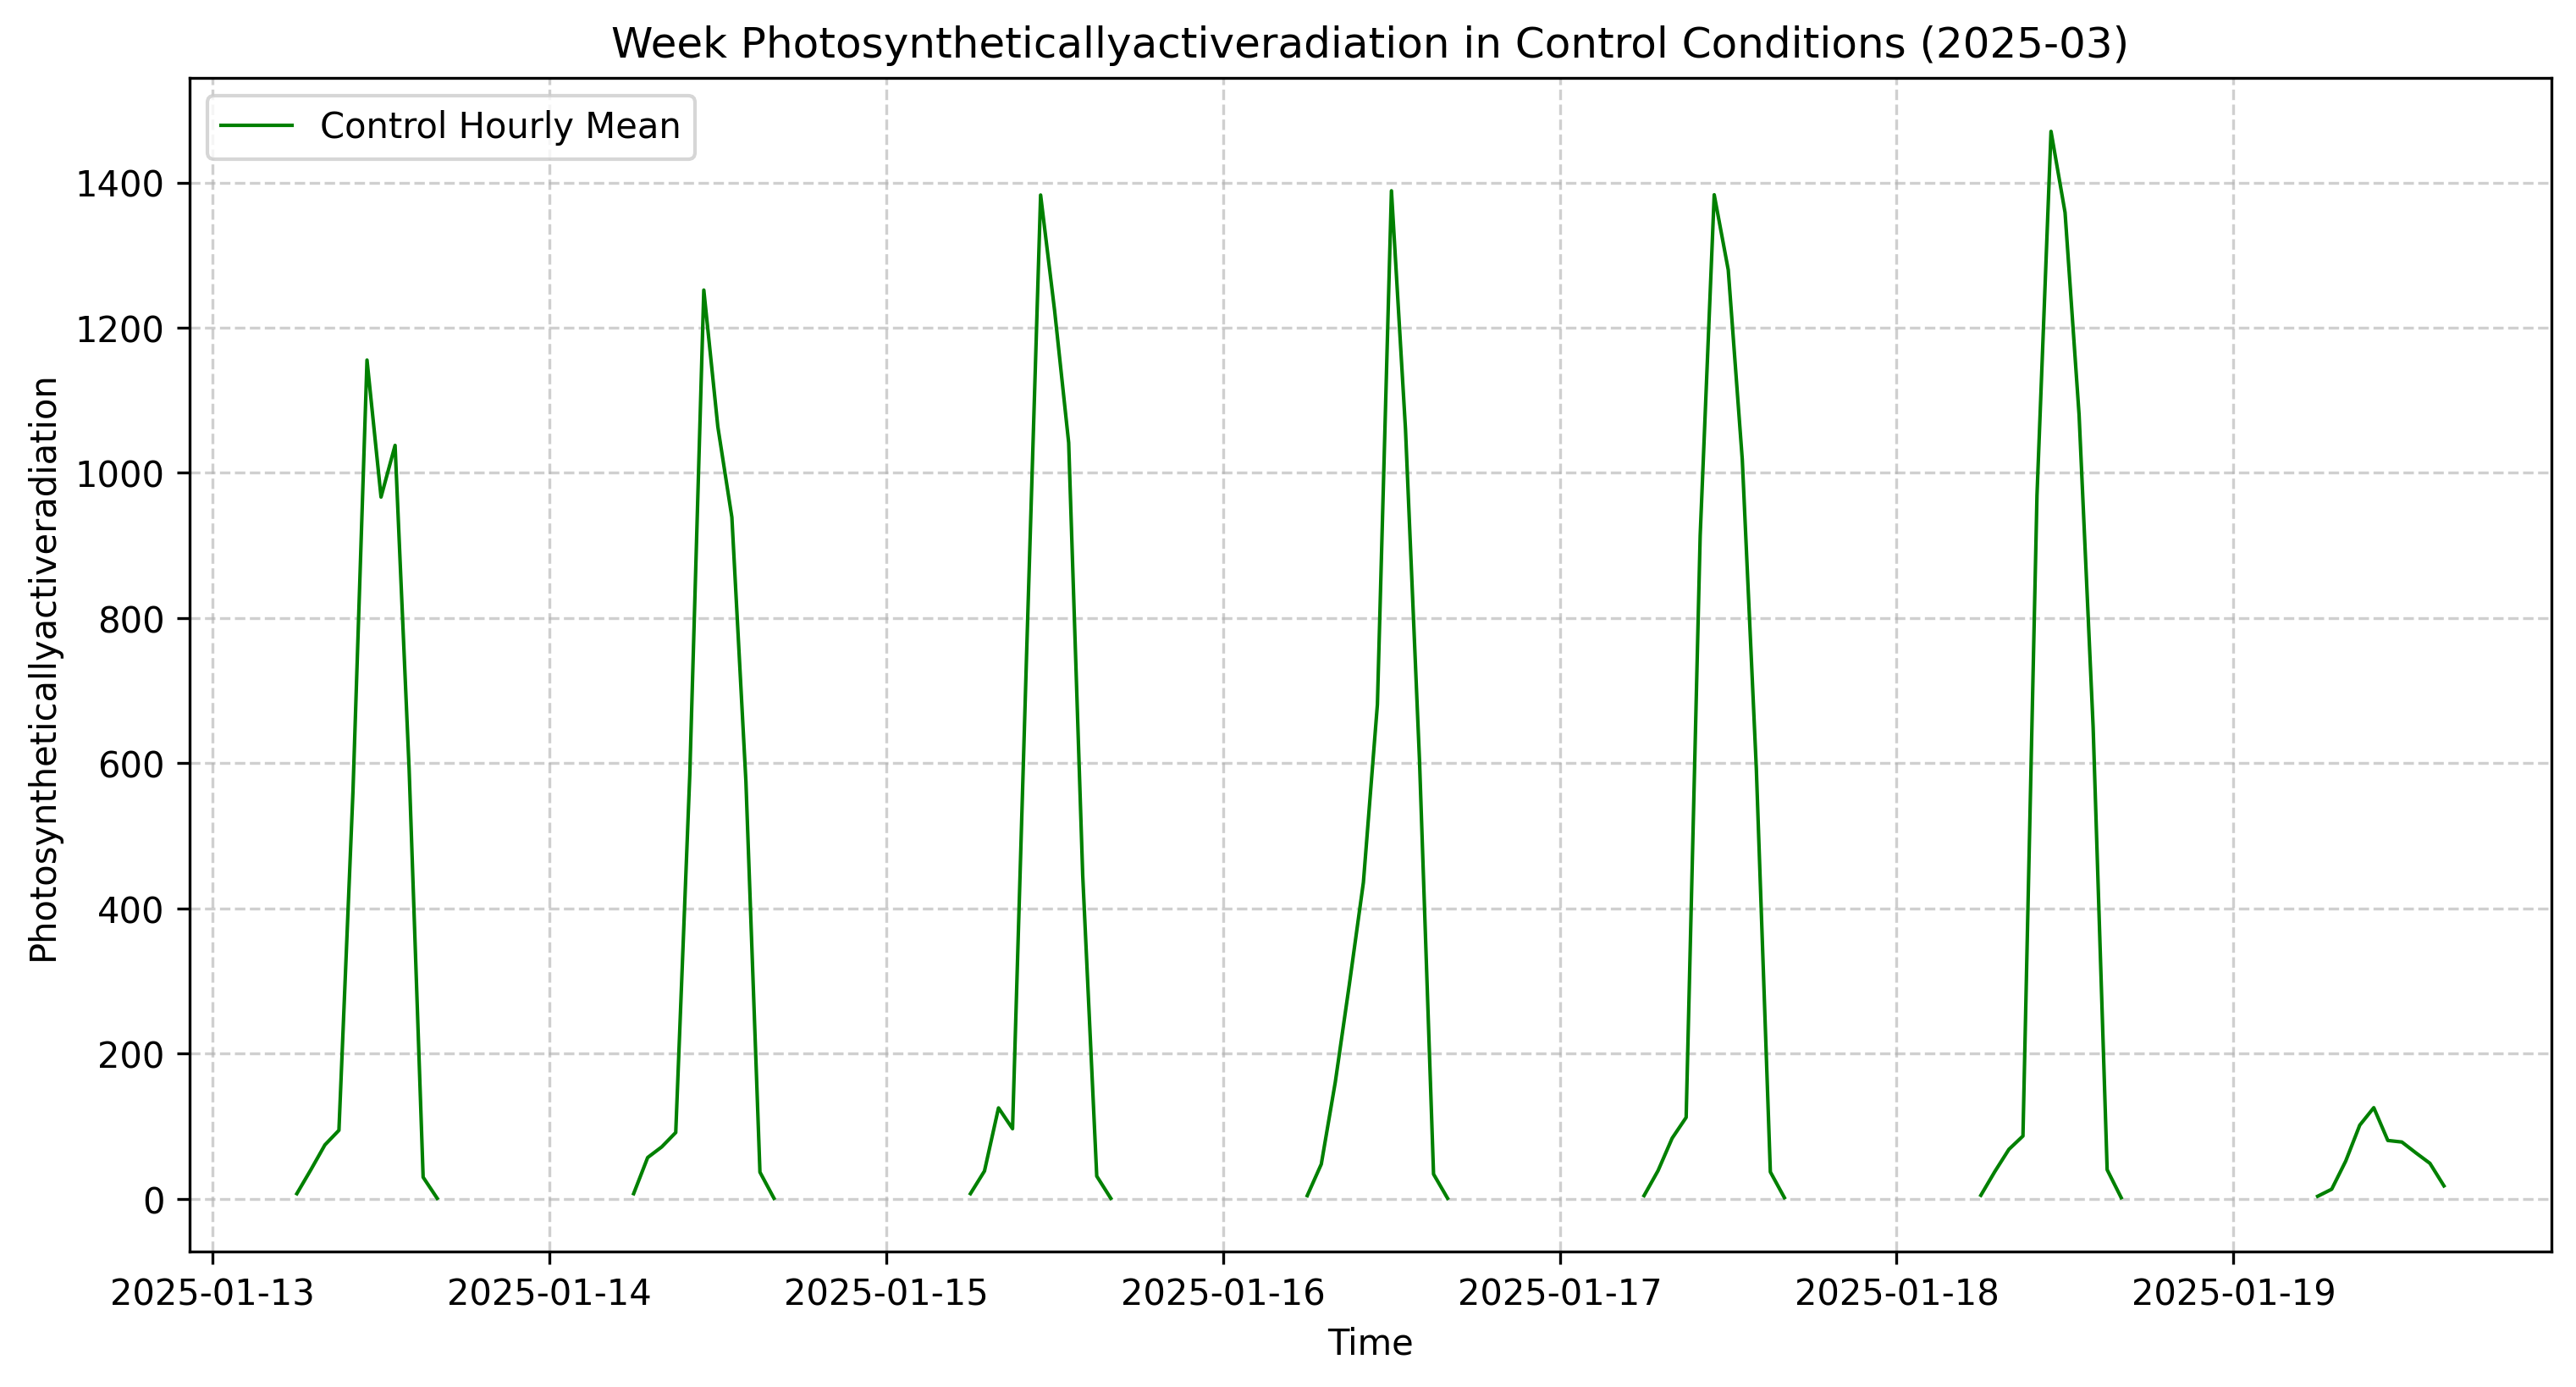 Week Photosyntheticallyactiveradiation in Control Conditions (2025-03)
Control Hourly Mean
Photosyntheticallyactiveradiation
1400
1200
1000
800
600
400
200
0
2025-01-13 2025-01-14 2025-01-15 2025-01-16 2025-01-17 2025-01-18 2025-01-19
Time